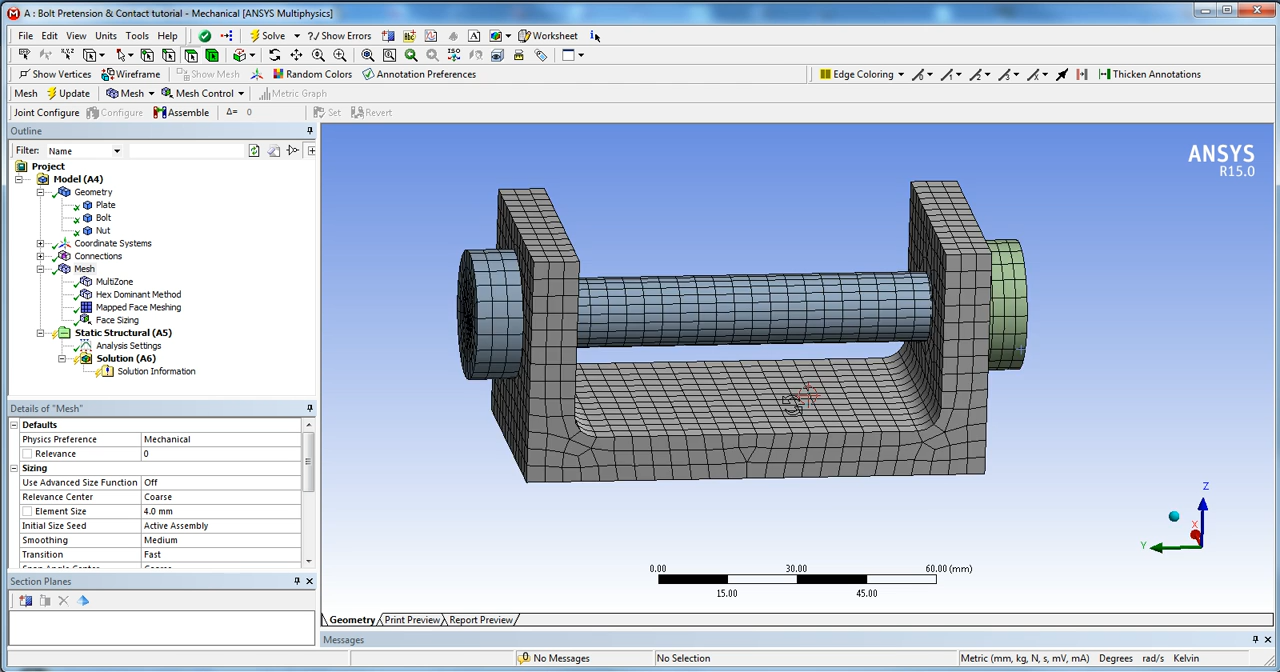 A : Bolt Pretension & Contact tutorial - Mechanical [ANSYS Multiphysics]
File Edit View Units Tools Help Solve ?/ Show Errors A Worksheet
Show Vertices Wireframe Show Mesh Random Colors Annotation Preferences Edge Coloring Thicken Annotations
Mesh Update Mesh Mesh Control Metric Graph
Joint Configure Configure Assemble Δ= 0 Set Revert
Outline
Filter: Name
Project
Model (A4)
Geometry
Plate
Bolt
Nut
Coordinate Systems
Connections
Mesh
MultiZone
Hex Dominant Method
Mapped Face Meshing
Face Sizing
Static Structural (A5)
Analysis Settings
Solution (A6)
Solution Information
Details of "Mesh"
Defaults
Physics Preference Mechanical
Relevance 0
Sizing
Use Advanced Size Function Off
Relevance Center Coarse
Element Size 4.0 mm
Initial Size Seed Active Assembly
Smoothing Medium
Transition Fast
Span Angle Center Coarse
Section Planes
ANSYS
R15.0
Z
X
Y
0.00 30.00 60.00 (mm)
15.00 45.00
Geometry Print Preview Report Preview
Messages
No Messages No Selection Metric (mm, kg, N, s, mV, mA) Degrees rad/s Kelvin